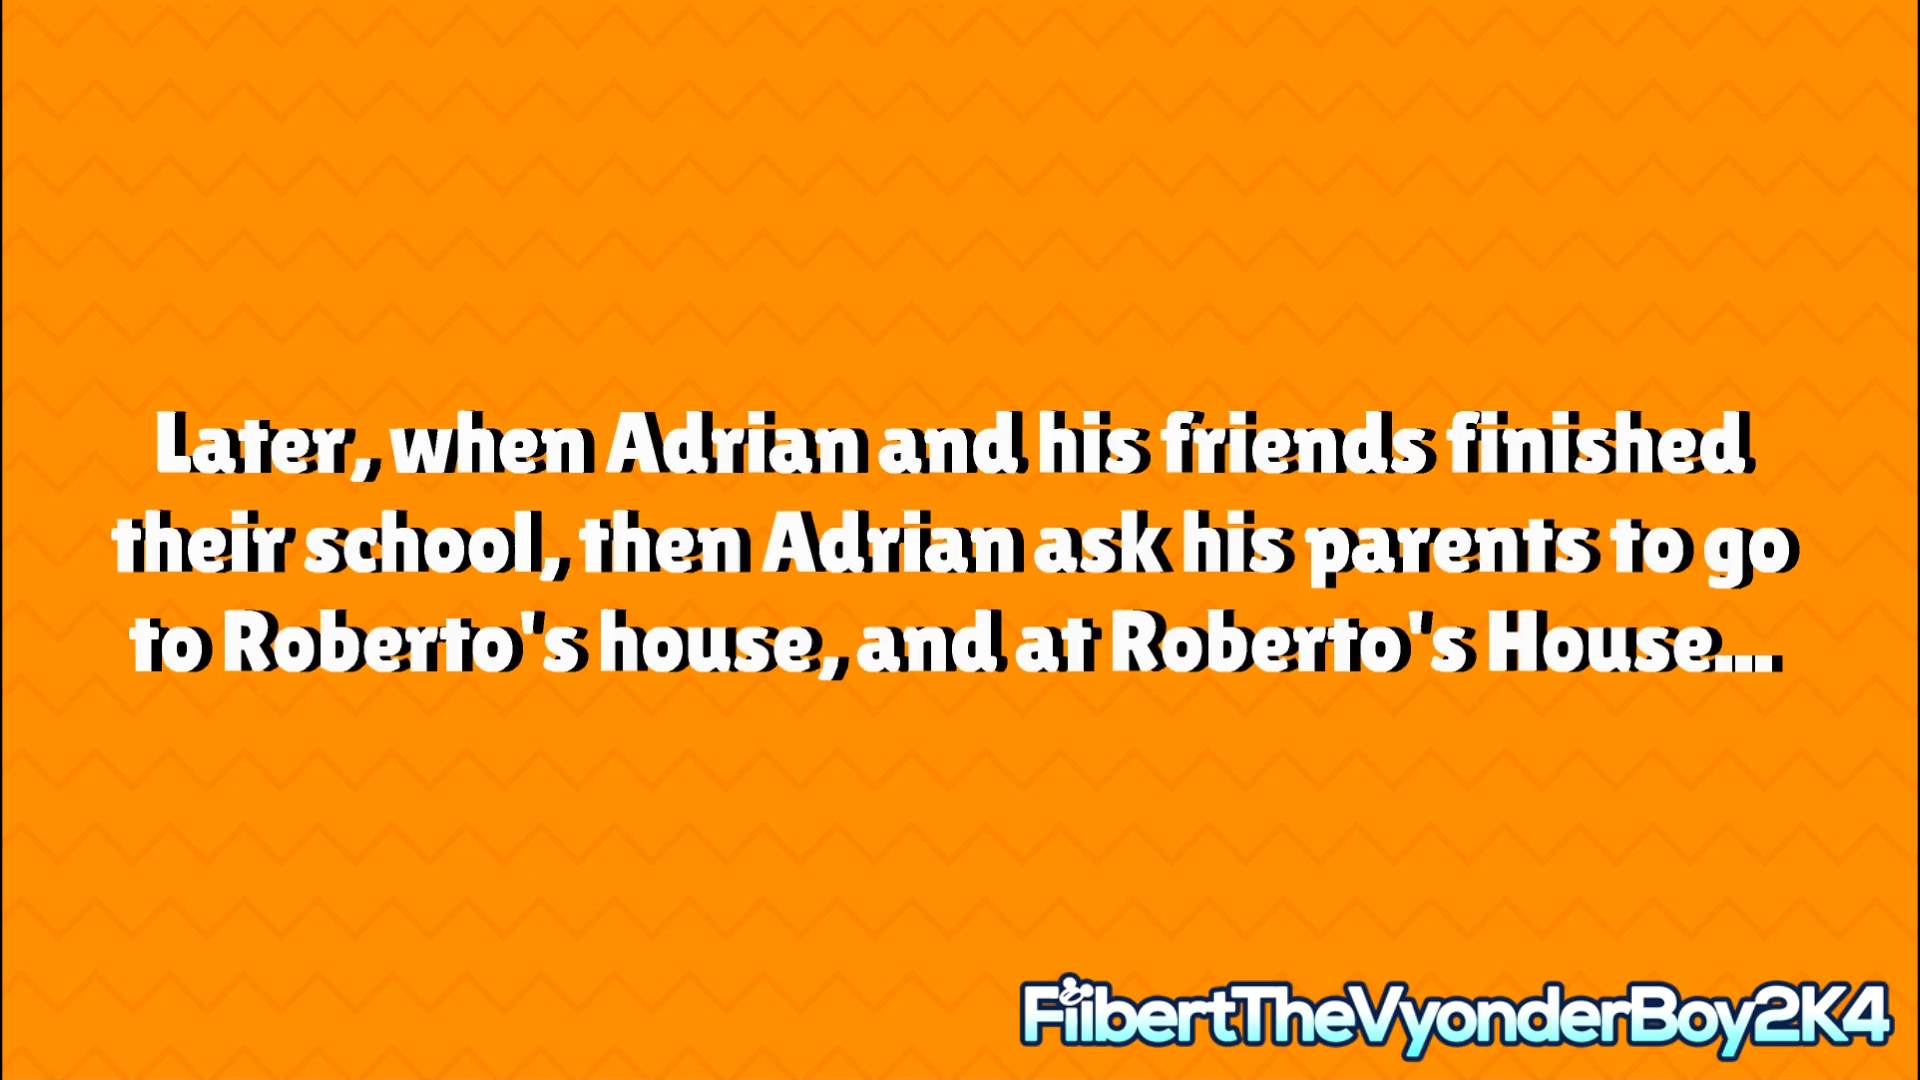 Later, when Adrian and his friends finished
their school, then Adrian ask his parents to go
to Roberto's house, and at Roberto's House...
FilbertTheVyonderBoy2K4